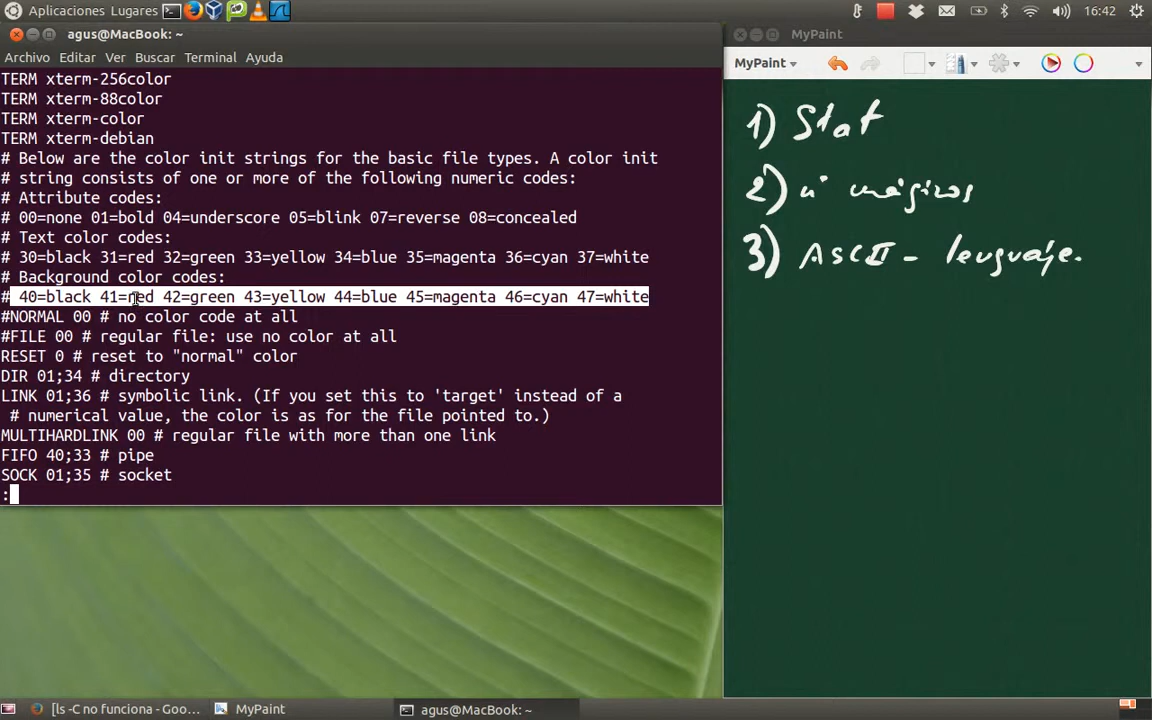 Aplicaciones Lugares
16:42
agus@MacBook: ~
Archivo Editar Ver Buscar Terminal Ayuda
TERM xterm-256color
TERM xterm-88color
TERM xterm-color
TERM xterm-debian
# Below are the color init strings for the basic file types. A color init
# string consists of one or more of the following numeric codes:
# Attribute codes:
# 00=none 01=bold 04=underscore 05=blink 07=reverse 08=concealed
# Text color codes:
# 30=black 31=red 32=green 33=yellow 34=blue 35=magenta 36=cyan 37=white
# Background color codes:
# 40=black 41=red 42=green 43=yellow 44=blue 45=magenta 46=cyan 47=white
#NORMAL 00 # no color code at all
#FILE 00 # regular file: use no color at all
RESET 0 # reset to "normal" color
DIR 01;34 # directory
LINK 01;36 # symbolic link. (If you set this to 'target' instead of a
# numerical value, the color is as for the file pointed to.)
MULTIHARDLINK 00 # regular file with more than one link
FIFO 40;33 # pipe
SOCK 01;35 # socket
:
MyPaint
MyPaint
1) Stat
2) nº mágicos
3) ASCII - lenguaje.
[ls -C no funciona - Goo...
MyPaint
agus@MacBook: ~